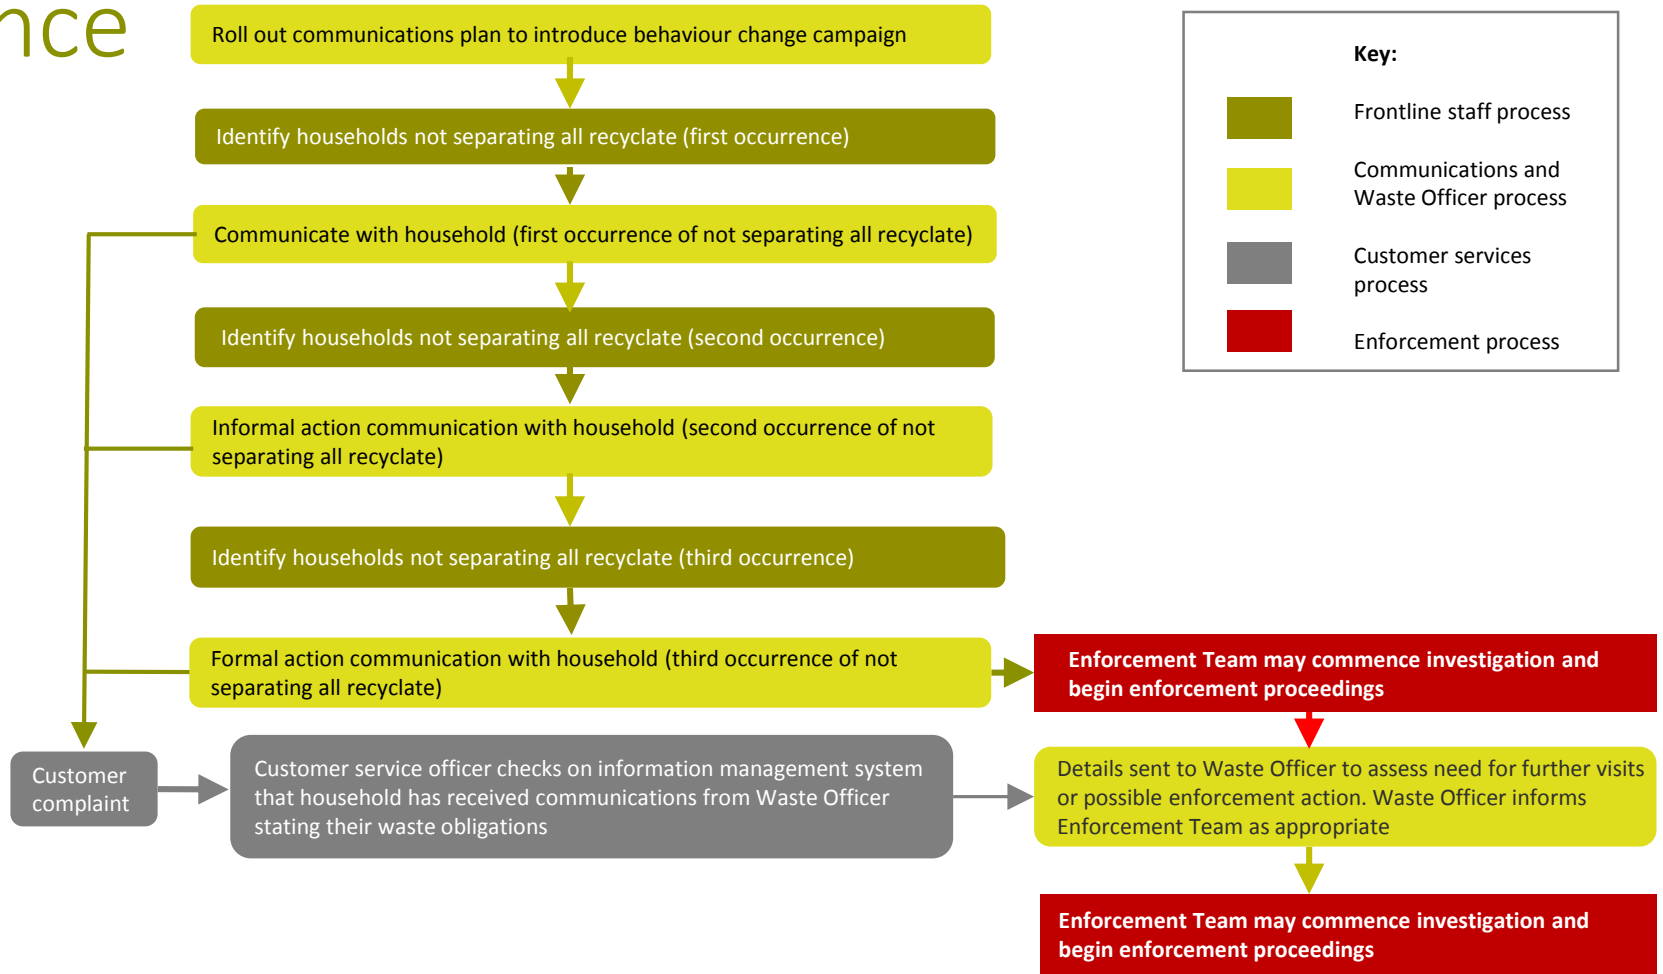 nce
Roll out communications plan to introduce behaviour change campaign
Identify households not separating all recyclate (first occurrence)
Communicate with household (first occurrence of not separating all recyclate)
Identify households not separating all recyclate (second occurrence)
Informal action communication with household (second occurrence of not
separating all recyclate)
Identify households not separating all recyclate (third occurrence)
Formal action communication with household (third occurrence of not
separating all recyclate)
Enforcement Team may commence investigation and
begin enforcement proceedings
Customer
complaint
Customer service officer checks on information management system
that household has received communications from Waste Officer
stating their waste obligations
Details sent to Waste Officer to assess need for further visits
or possible enforcement action. Waste Officer informs
Enforcement Team as appropriate
Enforcement Team may commence investigation and
begin enforcement proceedings
Key:
Frontline staff process
Communications and
Waste Officer process
Customer services
process
Enforcement process